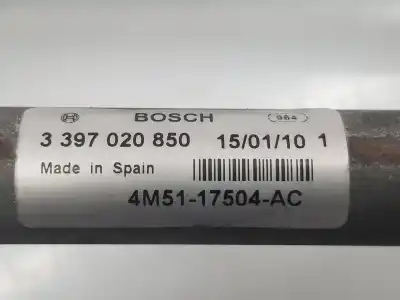 BOSCH 984
3 397 020 850 15/01/10 1
Made in Spain
4M51-17504-AC